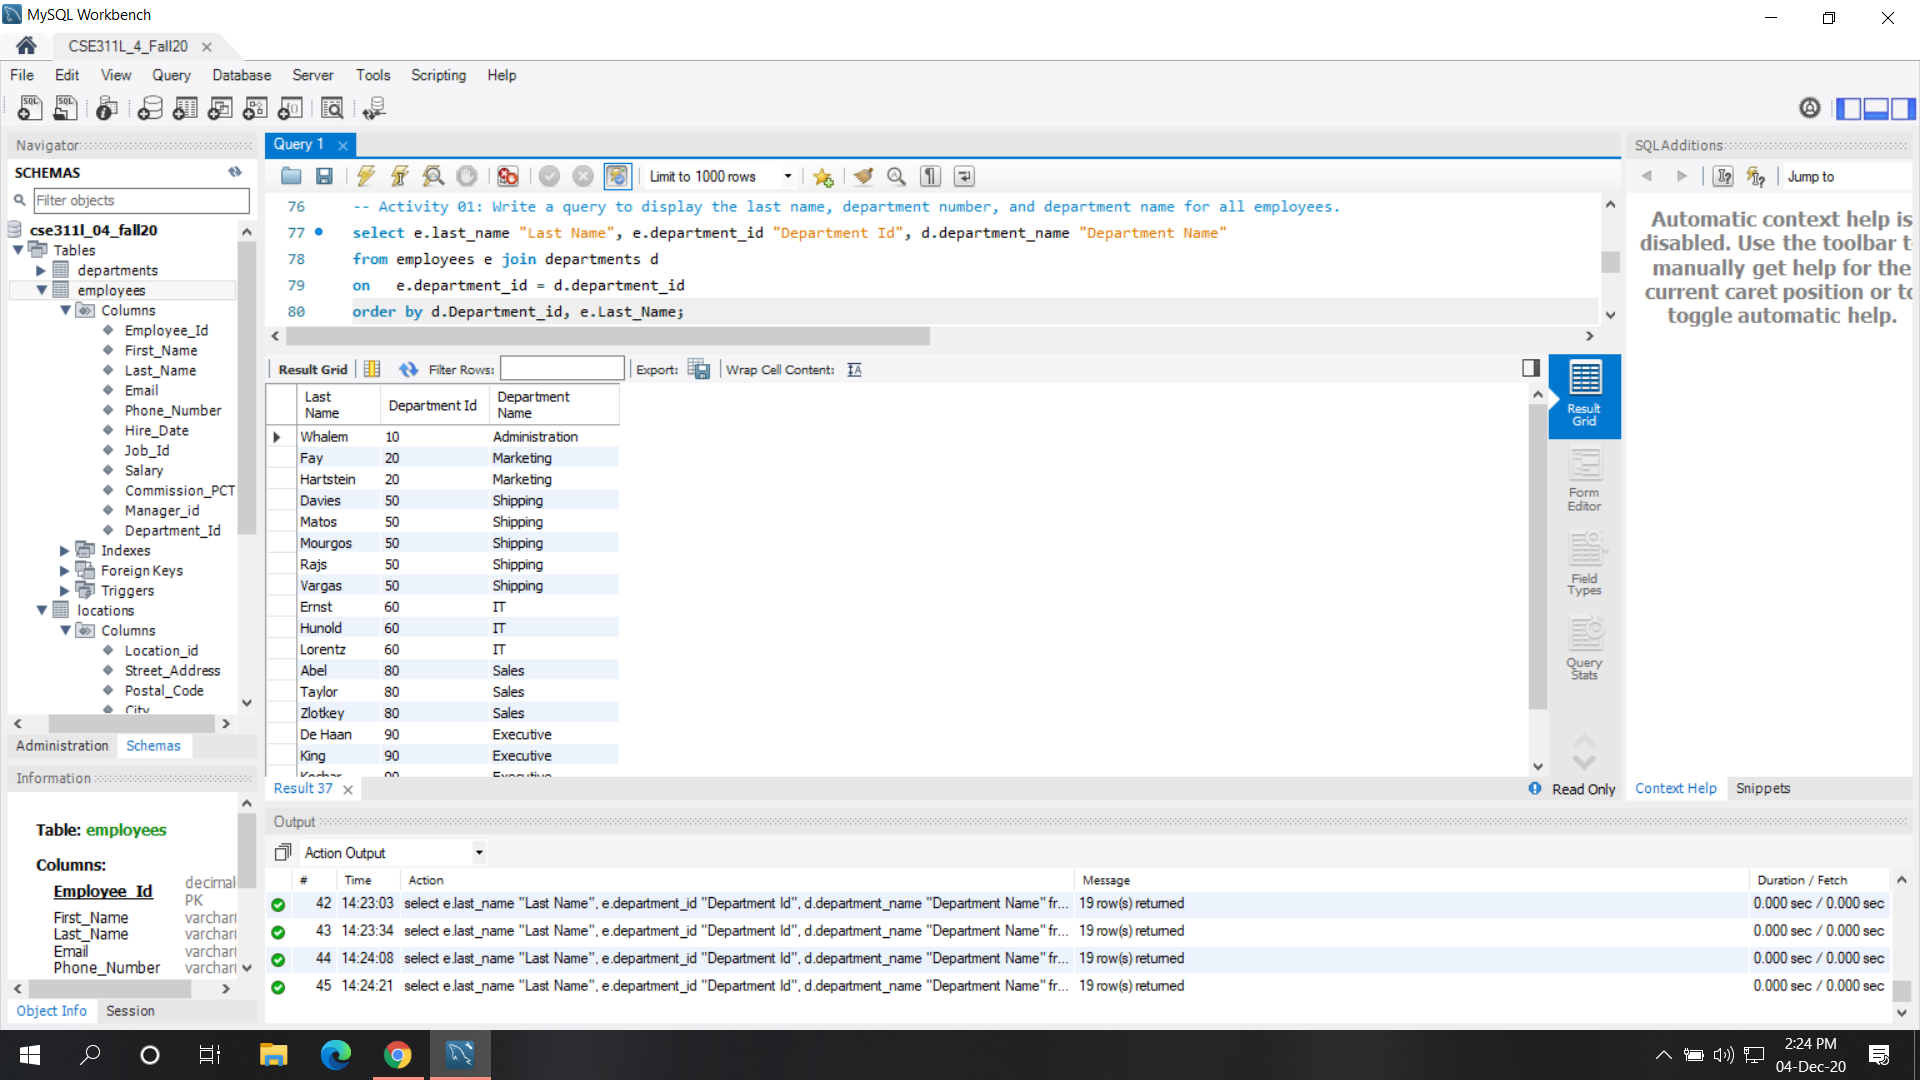 MySQL Workbench
CSE311L_4_Fall20
File Edit View Query Database Server Tools Scripting Help
Navigator
SCHEMAS
Filter objects
cse311l_04_fall20
Tables
departments
employees
Columns
Employee_Id
First_Name
Last_Name
Email
Phone_Number
Hire_Date
Job_Id
Salary
Commission_PCT
Manager_id
Department_Id
Indexes
Foreign Keys
Triggers
locations
Columns
Location_id
Street_Address
Postal_Code
City
Administration Schemas
Information
Table: employees
Columns:
Employee_Id decimal
PK
First_Name varchar(
Last_Name varchar(
Email varchar(
Phone_Number varchar(
Object Info Session
Query 1
Limit to 1000 rows
76 -- Activity 01: Write a query to display the last name, department number, and department name for all employees.
77 select e.last_name "Last Name", e.department_id "Department Id", d.department_name "Department Name"
78 from employees e join departments d
79 on e.department_id = d.department_id
80 order by d.Department_id, e.Last_Name;
Result Grid Filter Rows: Export: Wrap Cell Content:
Last Name Department Id Department Name
Whalem 10 Administration
Fay 20 Marketing
Hartstein 20 Marketing
Davies 50 Shipping
Matos 50 Shipping
Mourgos 50 Shipping
Rajs 50 Shipping
Vargas 50 Shipping
Ernst 60 IT
Hunold 60 IT
Lorentz 60 IT
Abel 80 Sales
Taylor 80 Sales
Zlotkey 80 Sales
De Haan 90 Executive
King 90 Executive
Result 37
Read Only
Result Grid
Form Editor
Field Types
Query Stats
SQLAdditions
Jump to
Automatic context help is
disabled. Use the toolbar t
manually get help for the
current caret position or to
toggle automatic help.
Context Help Snippets
Output
Action Output
# Time Action Message Duration / Fetch
42 14:23:03 select e.last_name "Last Name", e.department_id "Department Id", d.department_name "Department Name" fr... 19 row(s) returned 0.000 sec / 0.000 sec
43 14:23:34 select e.last_name "Last Name", e.department_id "Department Id", d.department_name "Department Name" fr... 19 row(s) returned 0.000 sec / 0.000 sec
44 14:24:08 select e.last_name "Last Name", e.department_id "Department Id", d.department_name "Department Name" fr... 19 row(s) returned 0.000 sec / 0.000 sec
45 14:24:21 select e.last_name "Last Name", e.department_id "Department Id", d.department_name "Department Name" fr... 19 row(s) returned 0.000 sec / 0.000 sec
2:24 PM
04-Dec-20